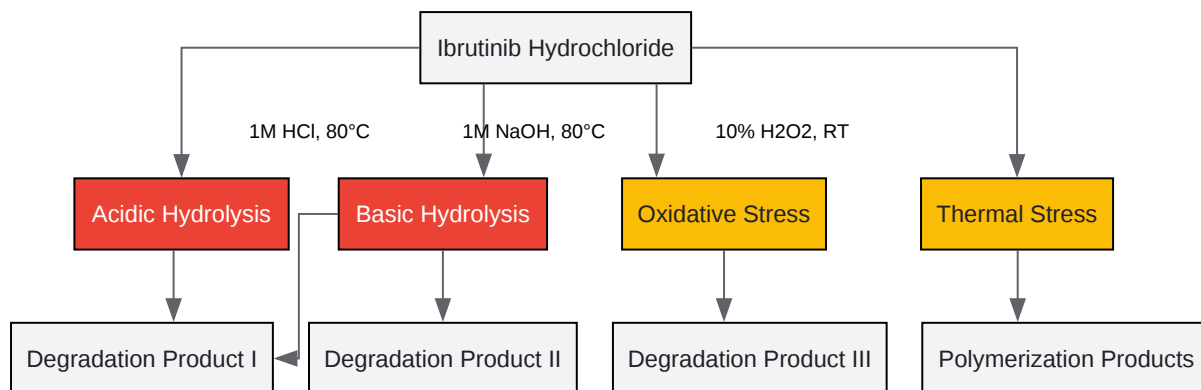 Ibrutinib Hydrochloride
1M HCl, 80°C
1M NaOH, 80°C
10% H2O2, RT
Acidic Hydrolysis
Basic Hydrolysis
Oxidative Stress
Thermal Stress
Degradation Product I
Degradation Product II
Degradation Product III
Polymerization Products